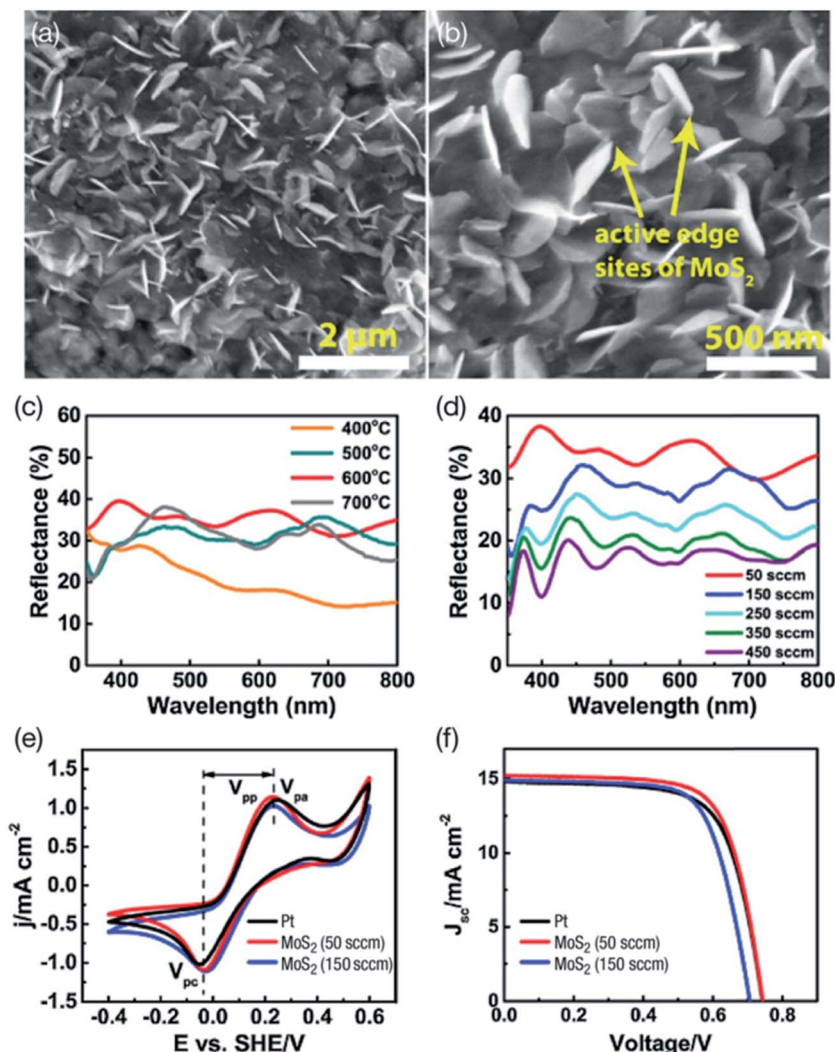 (a)
2 μm
(b)
active edge
sites of MoS2
500 nm
(c)
60
50
40
30
20
10
0
Reflectance (%)
400°C
500°C
600°C
700°C
400 500 600 700 800
Wavelength (nm)
(d)
40
30
20
10
0
Reflectance (%)
50 sccm
150 sccm
250 sccm
350 sccm
450 sccm
400 500 600 700 800
Wavelength (nm)
(e)
1.5
1.0
0.5
0.0
-0.5
-1.0
-1.5
j/mA cm-2
Vpp
Vpa
Vpc
Pt
MoS2 (50 sccm)
MoS2 (150 sccm)
-0.4 -0.2 0.0 0.2 0.4 0.6
E vs. SHE/V
(f)
15
10
5
0
Jsc/mA cm-2
Pt
MoS2 (50 sccm)
MoS2 (150 sccm)
0.0 0.2 0.4 0.6 0.8
Voltage/V